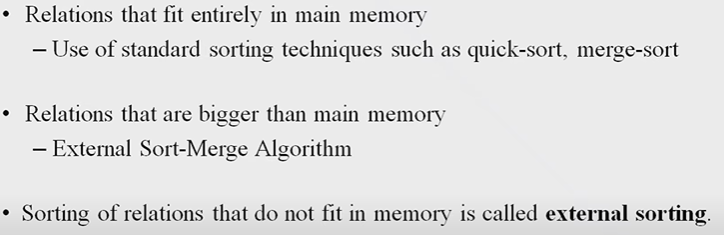 • Relations that fit entirely in main memory
– Use of standard sorting techniques such as quick-sort, merge-sort
• Relations that are bigger than main memory
– External Sort-Merge Algorithm
• Sorting of relations that do not fit in memory is called external sorting.